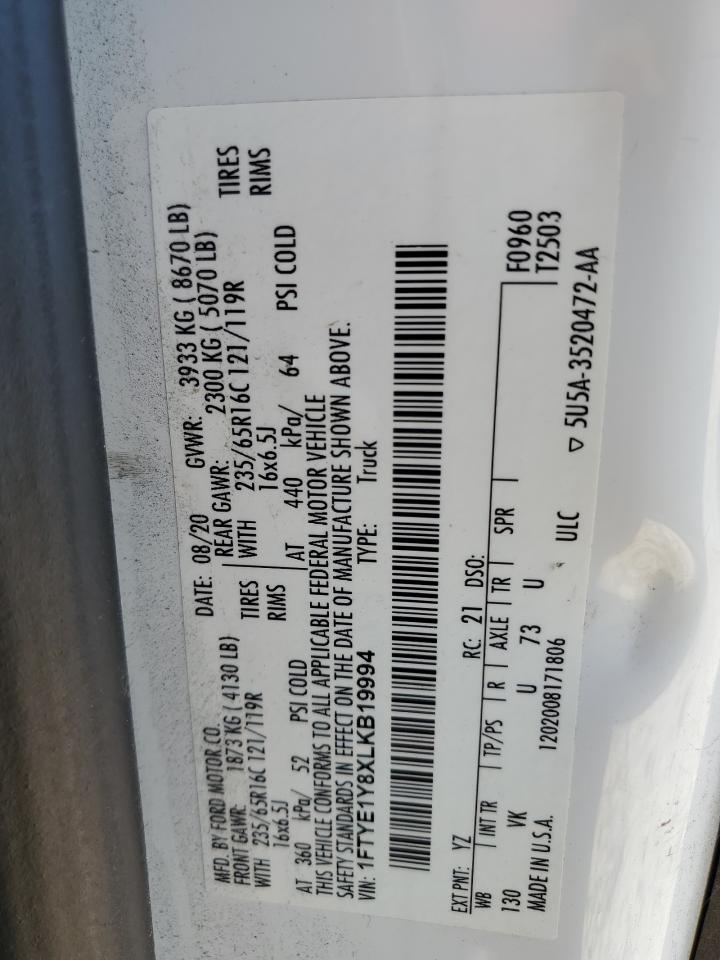 MFD. BY FORD MOTOR CO.
DATE: 08/20 GVWR: 3933 KG ( 8670 LB)
FRONT GAWR: 1873 KG ( 4130 LB) REAR GAWR: 2300 KG ( 5070 LB)
WITH 235/65R16C 121/119R TIRES WITH 235/65R16C 121/119R TIRES
16x6.5J RIMS 16x6.5J RIMS
AT 360 kPa/ 52 PSI COLD AT 440 kPa/ 64 PSI COLD
THIS VEHICLE CONFORMS TO ALL APPLICABLE FEDERAL MOTOR VEHICLE
SAFETY STANDARDS IN EFFECT ON THE DATE OF MANUFACTURE SHOWN ABOVE.
VIN: 1FTYE1Y8XLKB19994 TYPE: Truck
F0960
T2503
EXT PNT: YZ RC: 21 DSO:
WB INT TR TP/PS R AXLE TR SPR
130 VK U 73 U
MADE IN U.S.A. 1202008171806 ULC ▽ 5U5A-3520472-AA